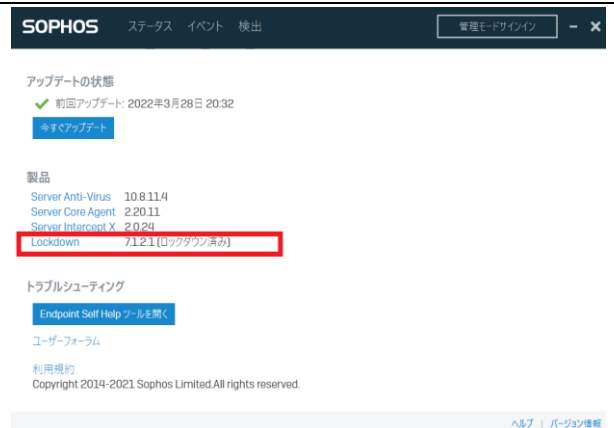 SOPHOS ステータス イベント 検出 管理モードサインイン
アップデートの状態
前回アップデート: 2022年3月28日 20:32
今すぐアップデート
製品
Server Anti-Virus 10.8.11.4
Server Core Agent 2.20.11
Server Intercept X 2.0.24
Lockdown 7.1.2.1 (ロックダウン済み)
トラブルシューティング
Endpoint Self Help ツールを開く
ユーザーフォーラム
利用規約
Copyright 2014-2021 Sophos Limited.All rights reserved.
ヘルプ | バージョン情報